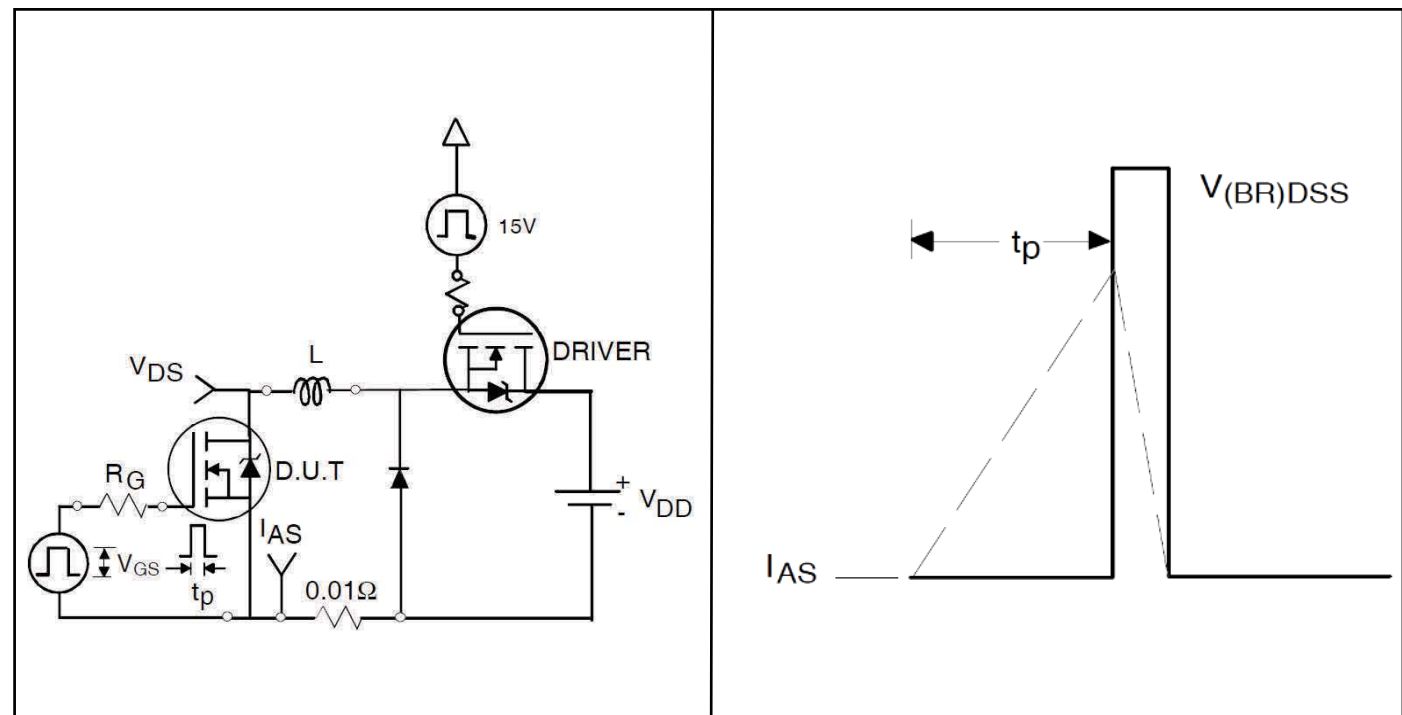 15V
DRIVER
L
VDS
D.U.T
RG
+
VDD
-
IAS
VGS
tp
0.01Ω
V(BR)DSS
tp
IAS